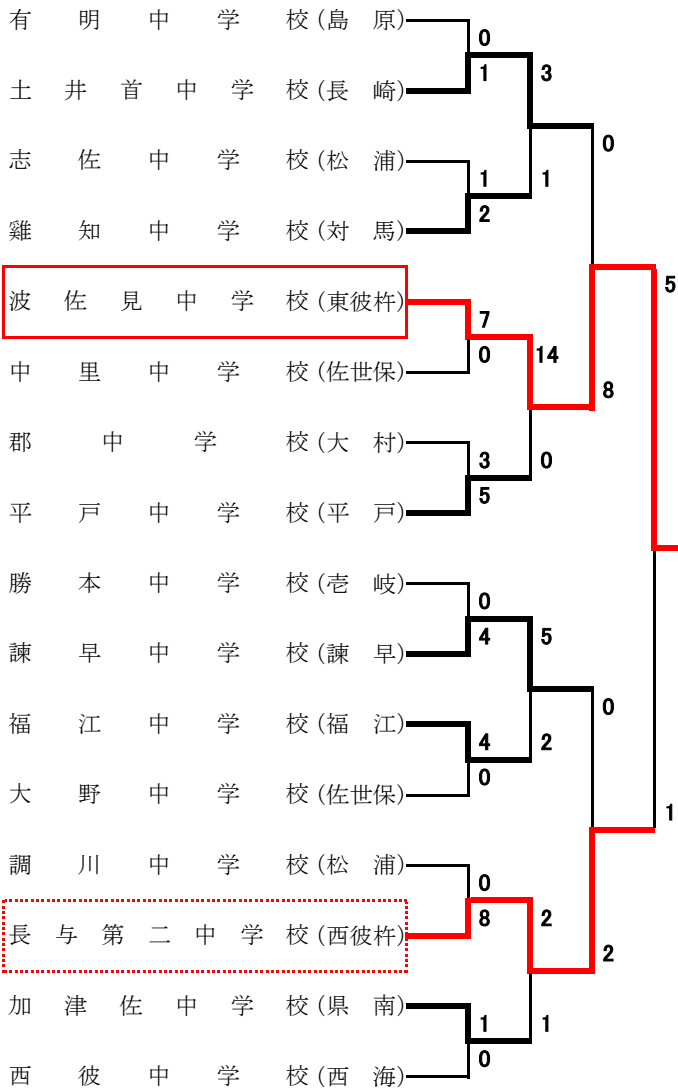 有明中学校(島原)
0
3
土井首中学校(長崎)
1
0
志佐中学校(松浦)
1
1
雞知中学校(対馬)
2
5
波佐見中学校(東彼杵)
7
14
中里中学校(佐世保)
0
8
郡中学校(大村)
3
0
平戸中学校(平戸)
5
勝本中学校(壱岐)
0
5
諫早中学校(諫早)
4
0
福江中学校(福江)
4
2
大野中学校(佐世保)
0
1
調川中学校(松浦)
0
2
長与第二中学校(西彼杵)
8
2
加津佐中学校(県南)
1
1
西彼中学校(西海)
0